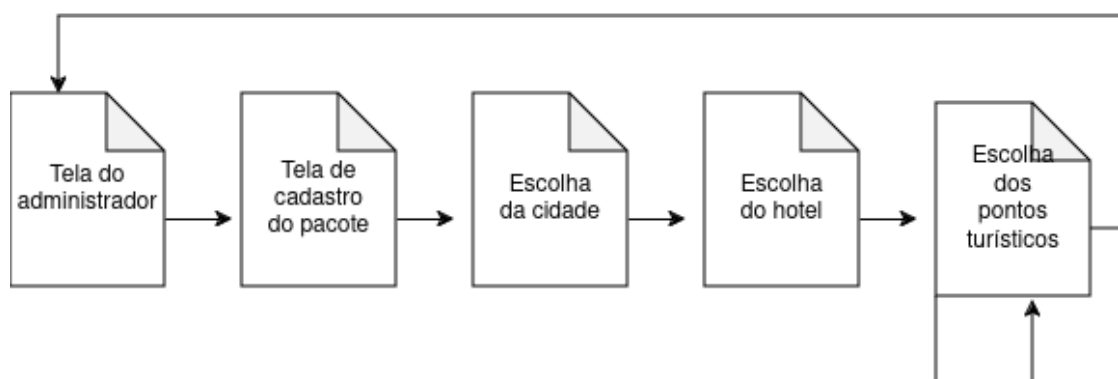 Tela do
administrador
Tela de
cadastro
do pacote
Escolha
da cidade
Escolha
do hotel
Escolha
dos
pontos
turísticos